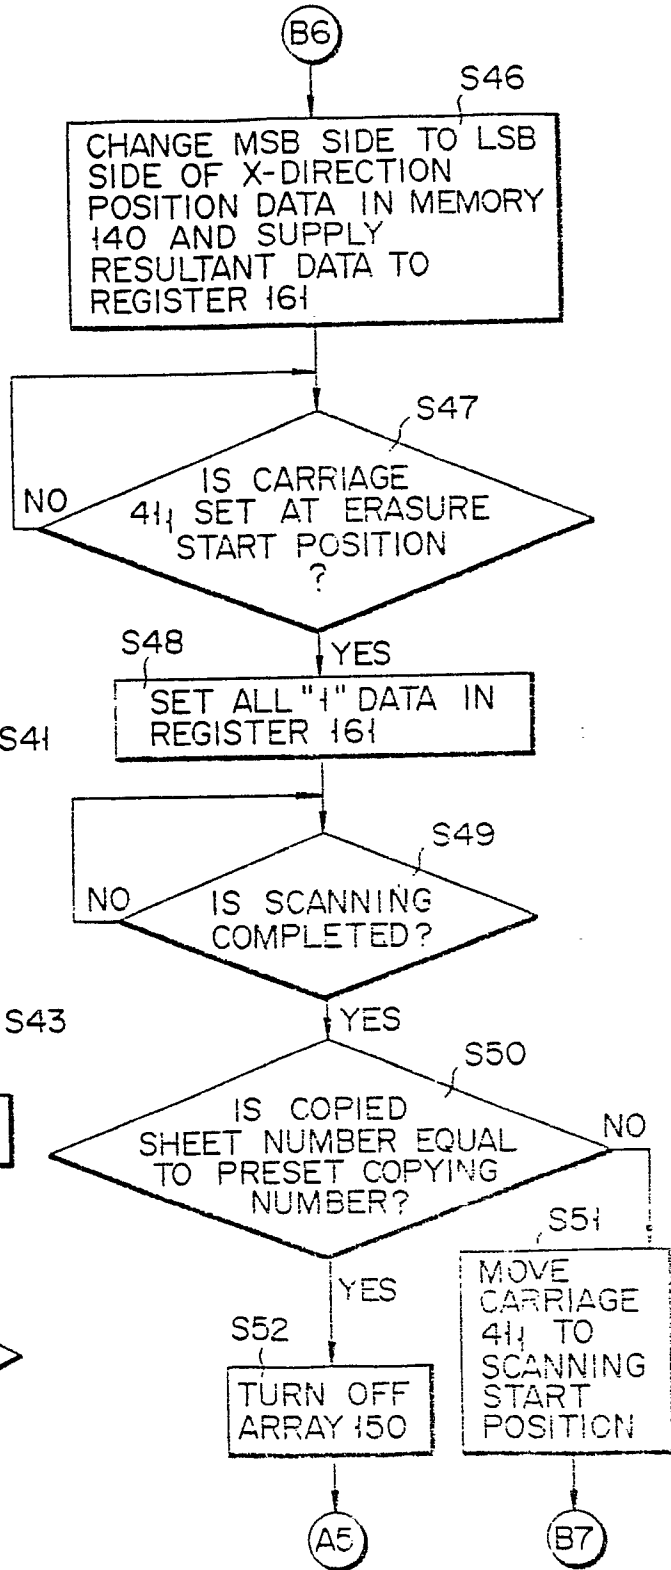 B6
S46
CHANGE MSB SIDE TO LSB
SIDE OF X-DIRECTION
POSITION DATA IN MEMORY
140 AND SUPPLY
RESULTANT DATA TO
REGISTER 161
S47
IS CARRIAGE
41₁ SET AT ERASURE
START POSITION
?
NO
YES
S48
SET ALL "1" DATA IN
REGISTER 161
S41
S49
IS SCANNING
COMPLETED?
NO
YES
S43
S50
IS COPIED
SHEET NUMBER EQUAL
TO PRESET COPYING
NUMBER?
NO
YES
S51
MOVE
CARRIAGE
41₁ TO
SCANNING
START
POSITION
S52
TURN OFF
ARRAY 150
A5
B7